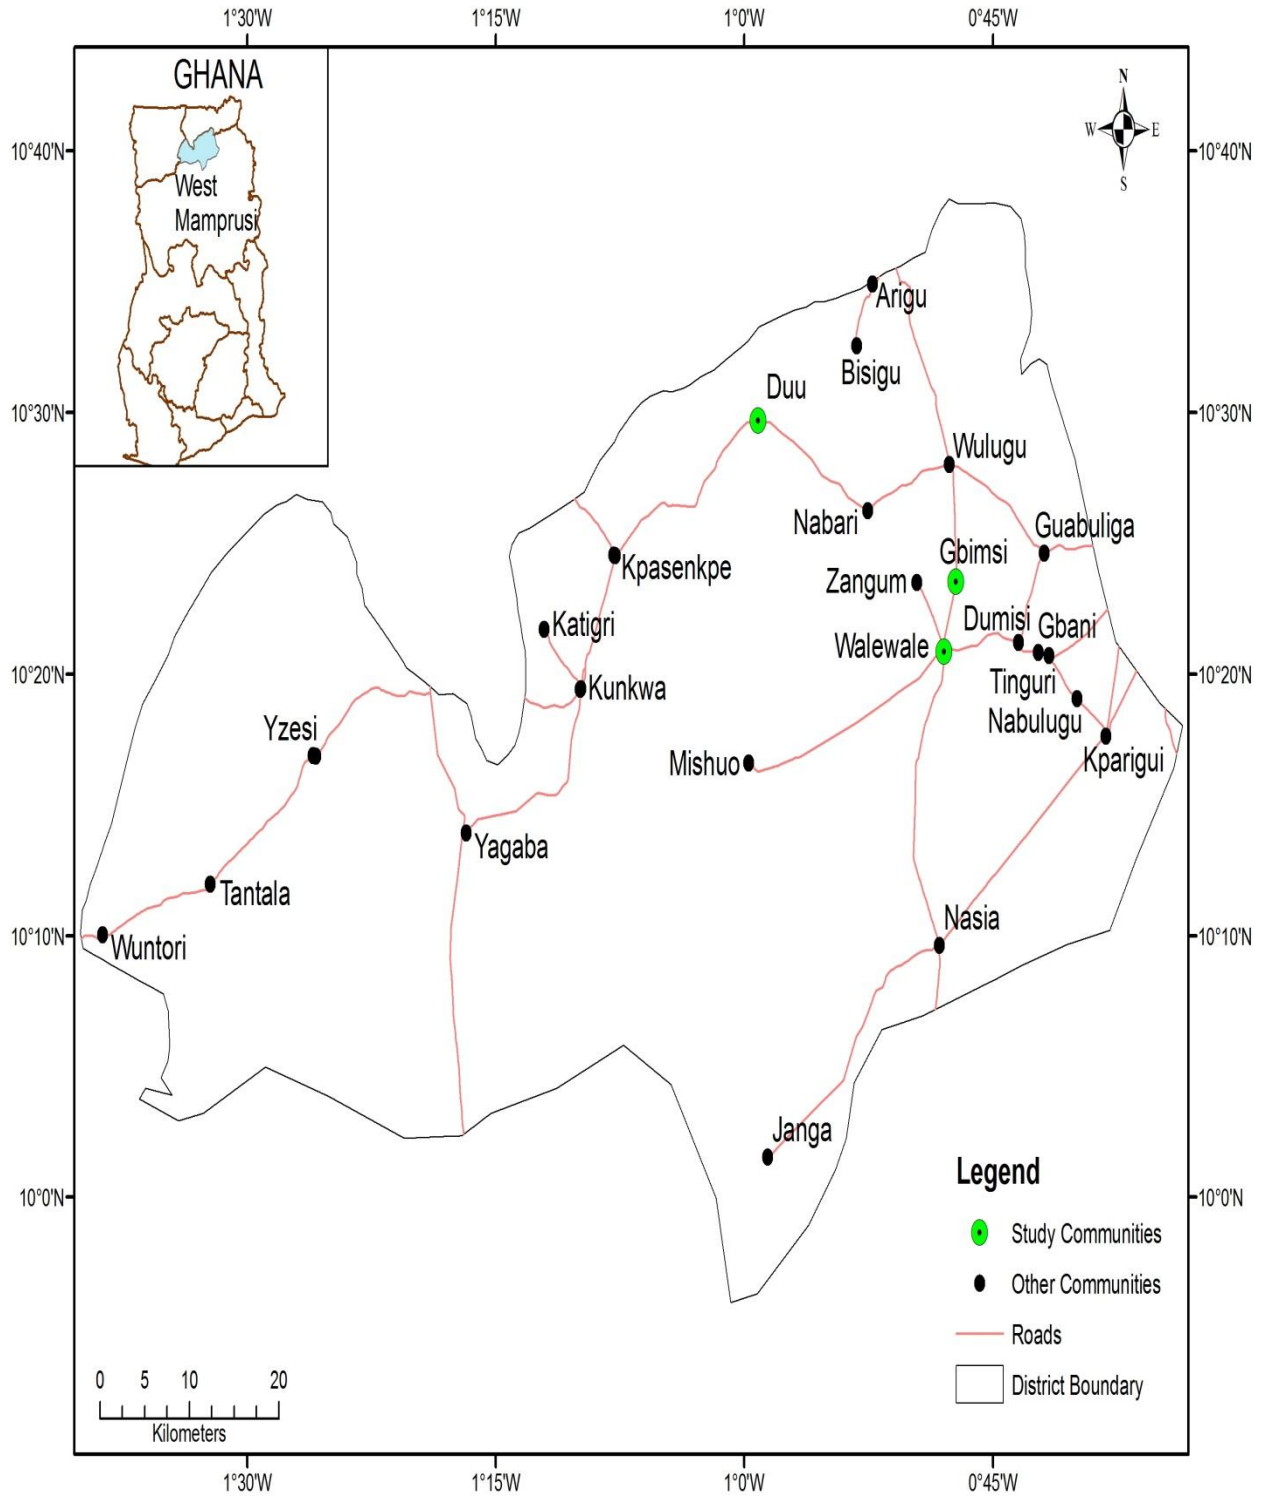 1°30'W 1°15'W 1°0'W 0°45'W
GHANA
N
W E
S
10°40'N 10°40'N
West
Mamprusi
Arigu
Bisigu
Duu
10°30'N 10°30'N
Wulugu
Nabari
Guabuliga
Gbimsi
Kpasenkpe
Zangum
Katigri
Dumisi
Gbani
Walewale
10°20'N 10°20'N
Tinguri
Kunkwa
Nabulugu
Yzesi
Mishuo
Kparigui
Yagaba
Tantala
Nasia
10°10'N 10°10'N
Wuntori
Janga
Legend
10°0'N 10°0'N
Study Communities
Other Communities
Roads
District Boundary
0 5 10 20
Kilometers
1°30'W 1°15'W 1°0'W 0°45'W